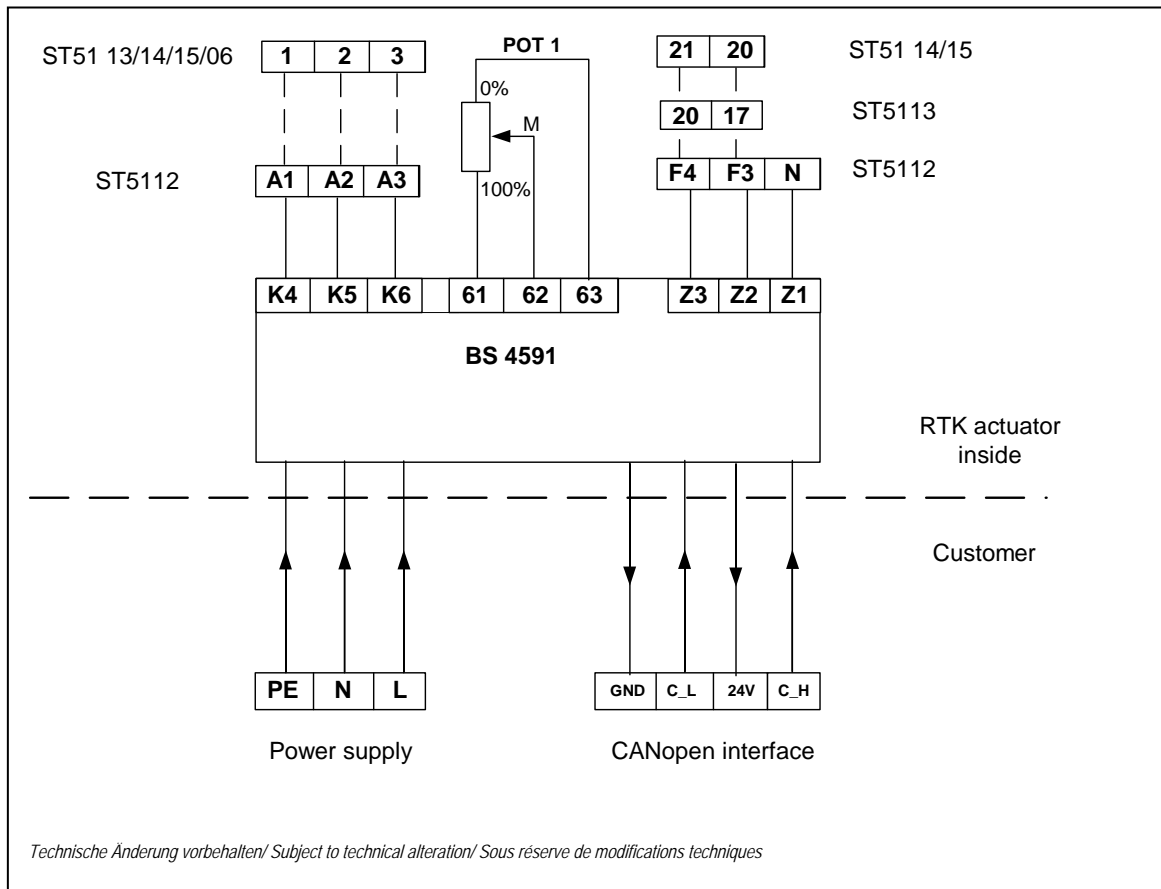 ST51 13/14/15/06
1 2 3
POT 1
21 20
ST51 14/15
0%
M
20 17
ST5113
ST5112
A1 A2 A3
100%
F4 F3 N
ST5112
K4 K5 K6
61 62 63
Z3 Z2 Z1
BS 4591
RTK actuator
inside
Customer
PE N L
GND C_L 24V C_H
Power supply
CANopen interface
Technische Änderung vorbehalten/ Subject to technical alteration/ Sous réserve de modifications techniques